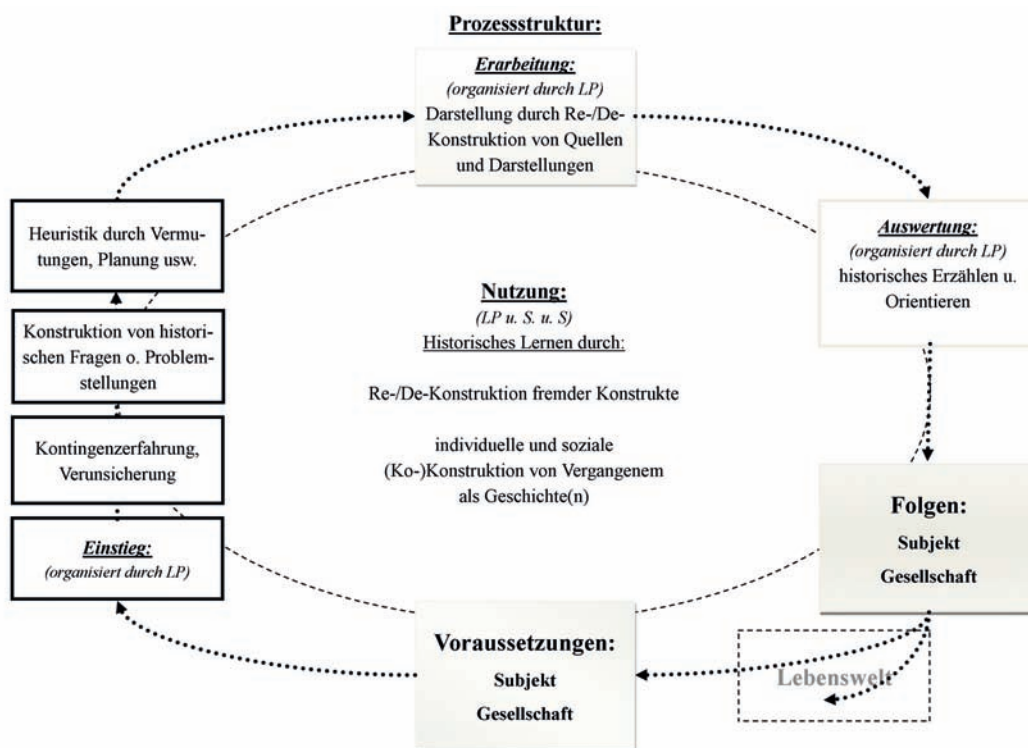 Prozessstruktur:
Erarbeitung:
(organisiert durch LP)
Darstellung durch Re-/De-
Konstruktion von Quellen
und Darstellungen
Heuristik durch Vermu-
tungen, Planung usw.
Konstruktion von histori-
schen Fragen o. Problem-
stellungen
Kontingenzerfahrung,
Verunsicherung
Einstieg:
(organisiert durch LP)
Nutzung:
(LP u. S. u. S)
Historisches Lernen durch:
Re-/De-Konstruktion fremder Konstrukte
individuelle und soziale
(Ko-)Konstruktion von Vergangenem
als Geschichte(n)
Auswertung:
(organisiert durch LP)
historisches Erzählen u.
Orientieren
Folgen:
Subjekt
Gesellschaft
Voraussetzungen:
Subjekt
Gesellschaft
Lebenswelt